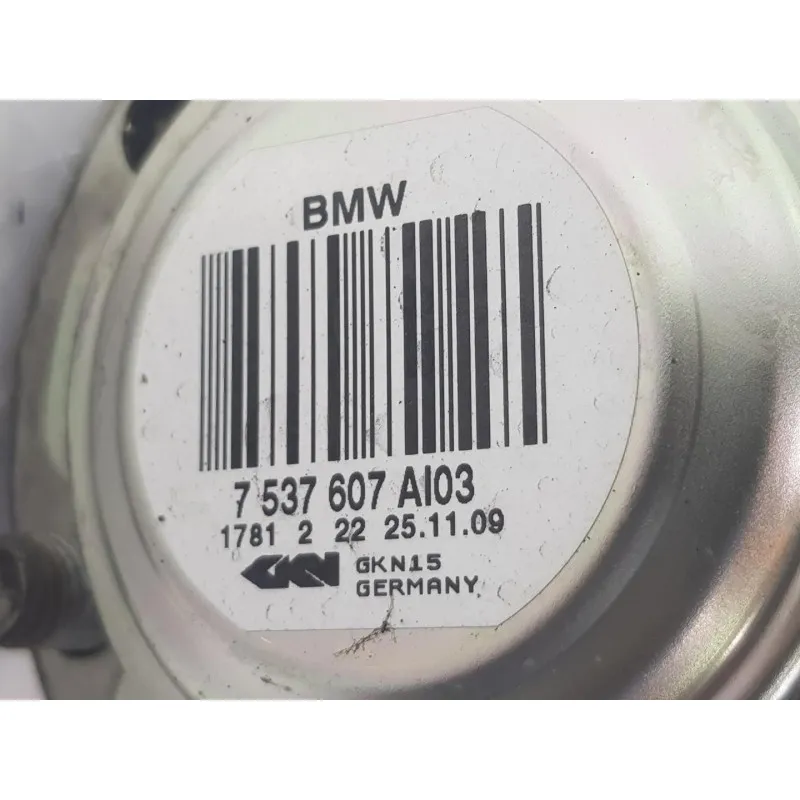 BMW
7 537 607 AI03
1781 2 22 25.11.09
GKN GKN15
GERMANY